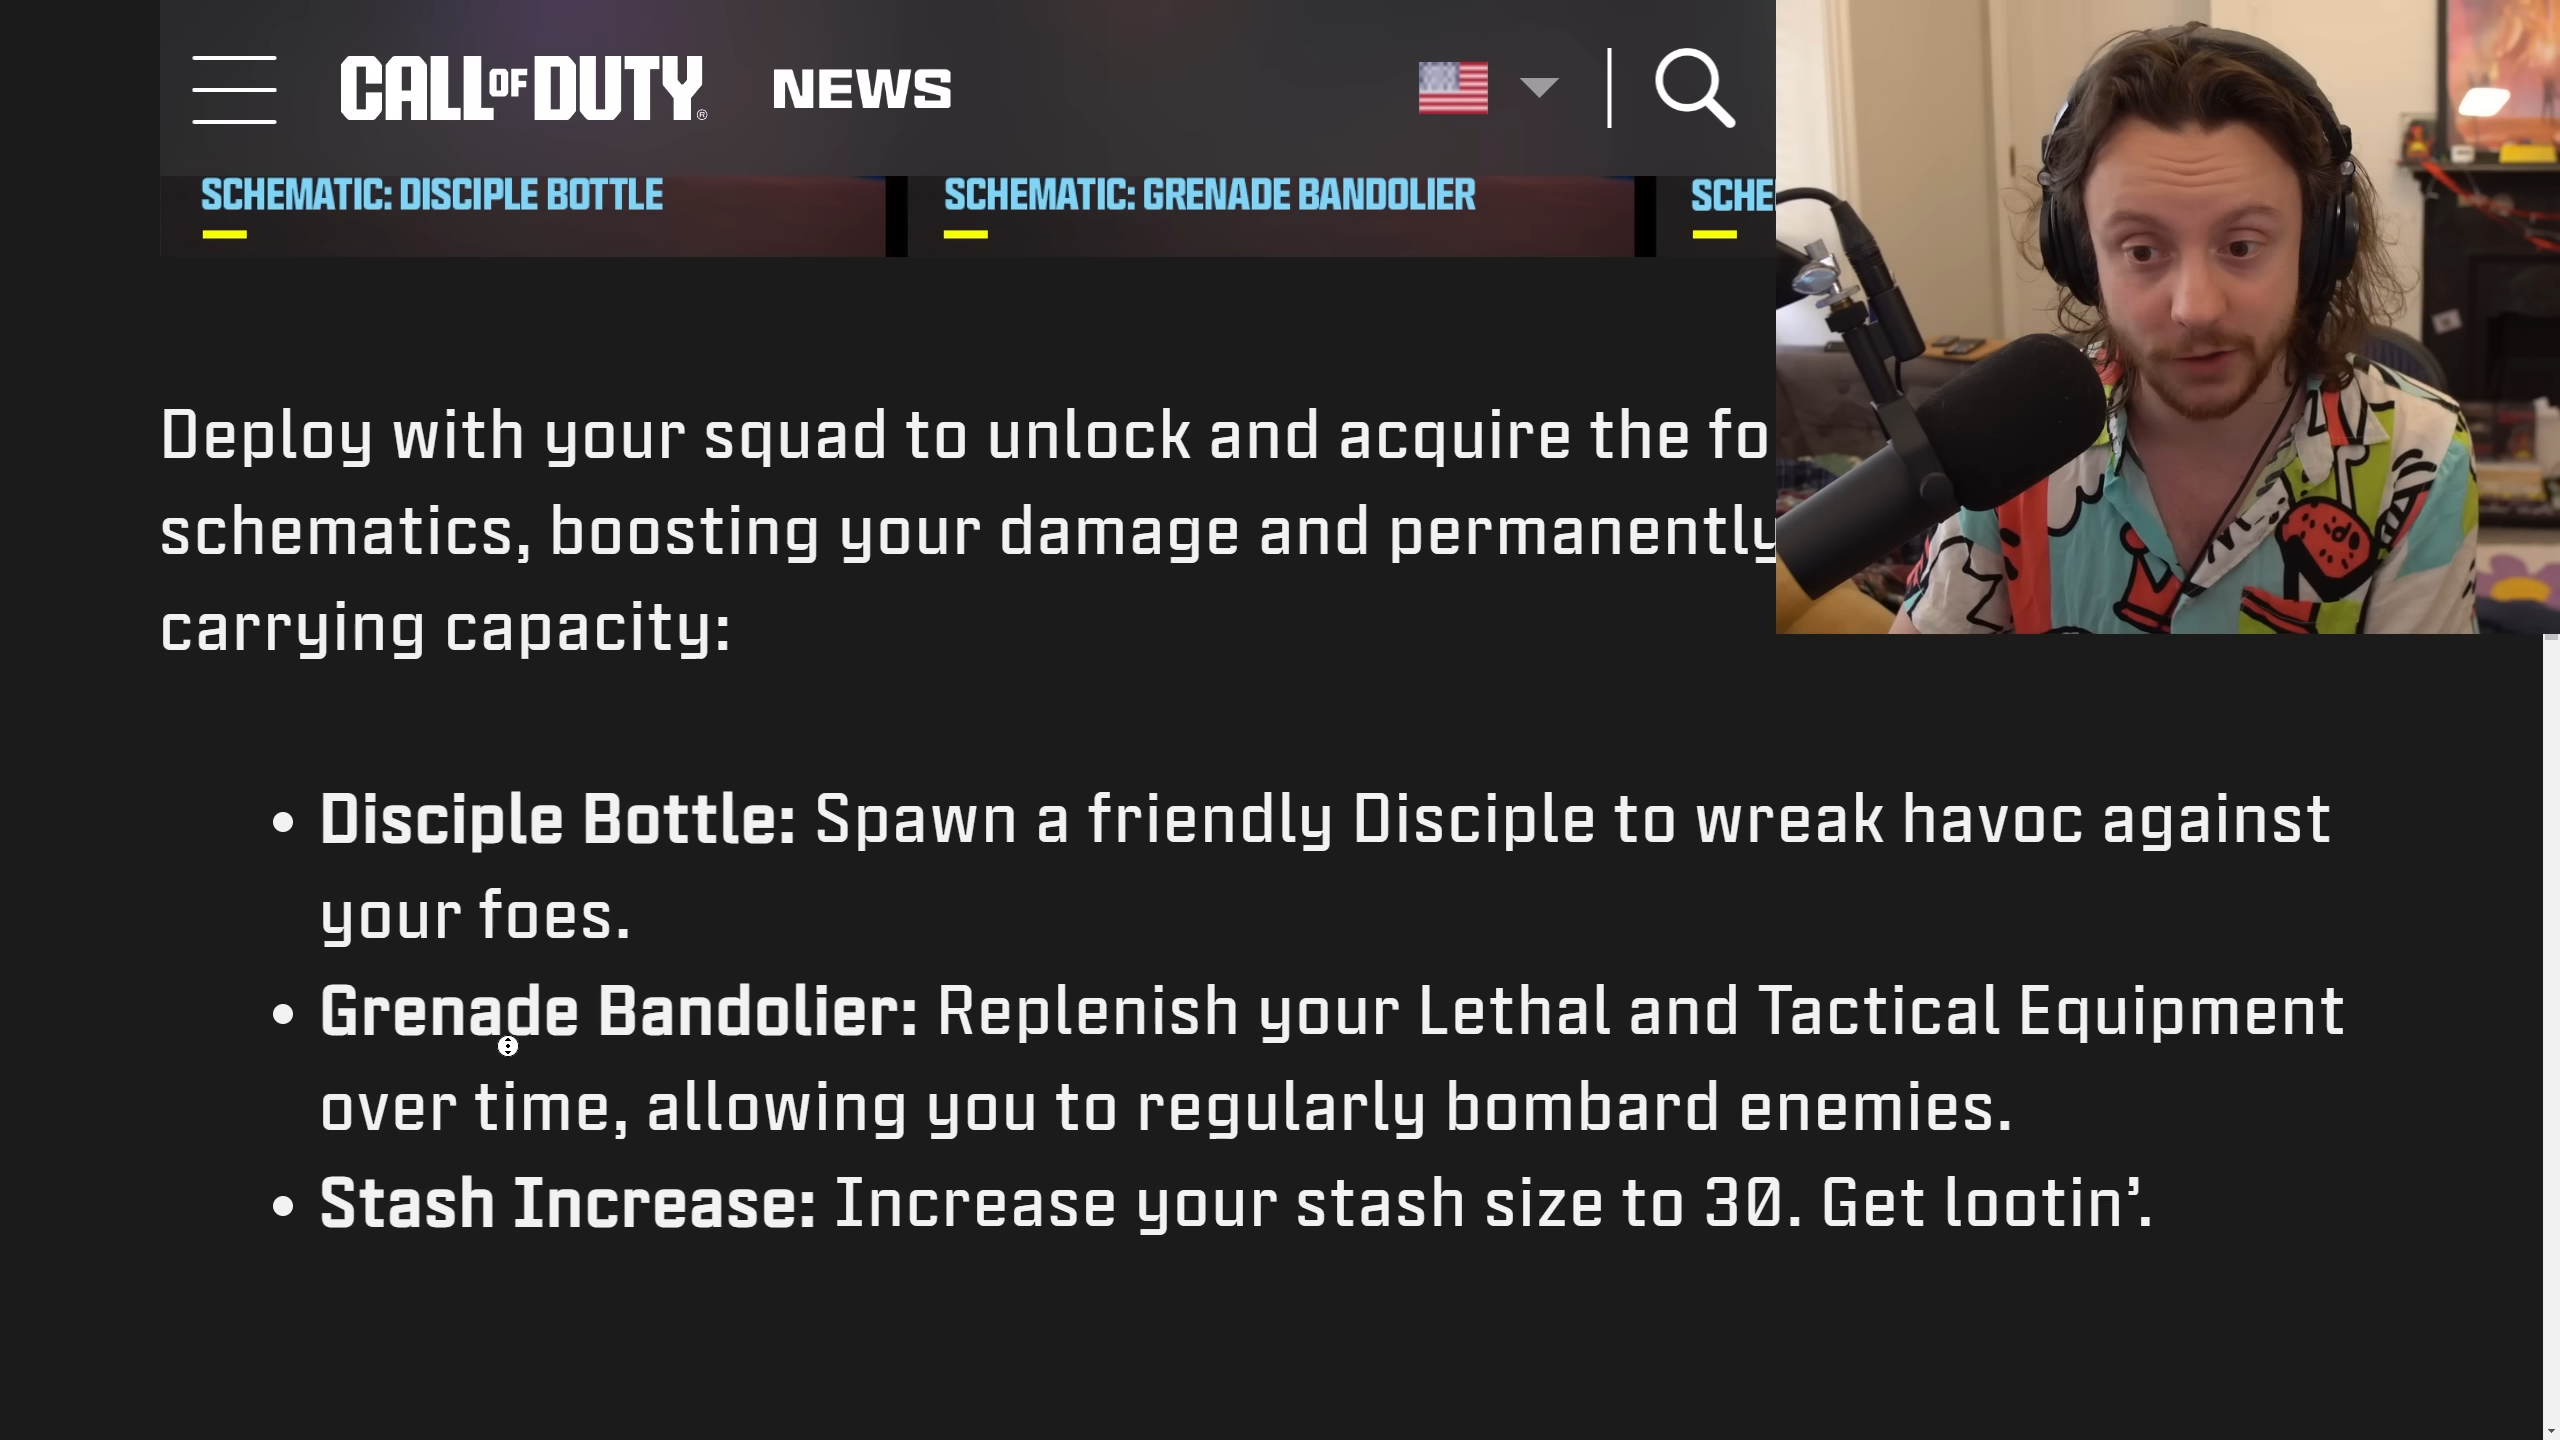 CALL OF DUTY® NEWS
SCHEMATIC: DISCIPLE BOTTLE
SCHEMATIC: GRENADE BANDOLIER
Deploy with your squad to unlock and acquire the
schematics, boosting your damage and permanently
carrying capacity:
• Disciple Bottle: Spawn a friendly Disciple to wreak havoc against
your foes.
• Grenade Bandolier: Replenish your Lethal and Tactical Equipment
over time, allowing you to regularly bombard enemies.
• Stash Increase: Increase your stash size to 30. Get lootin’.